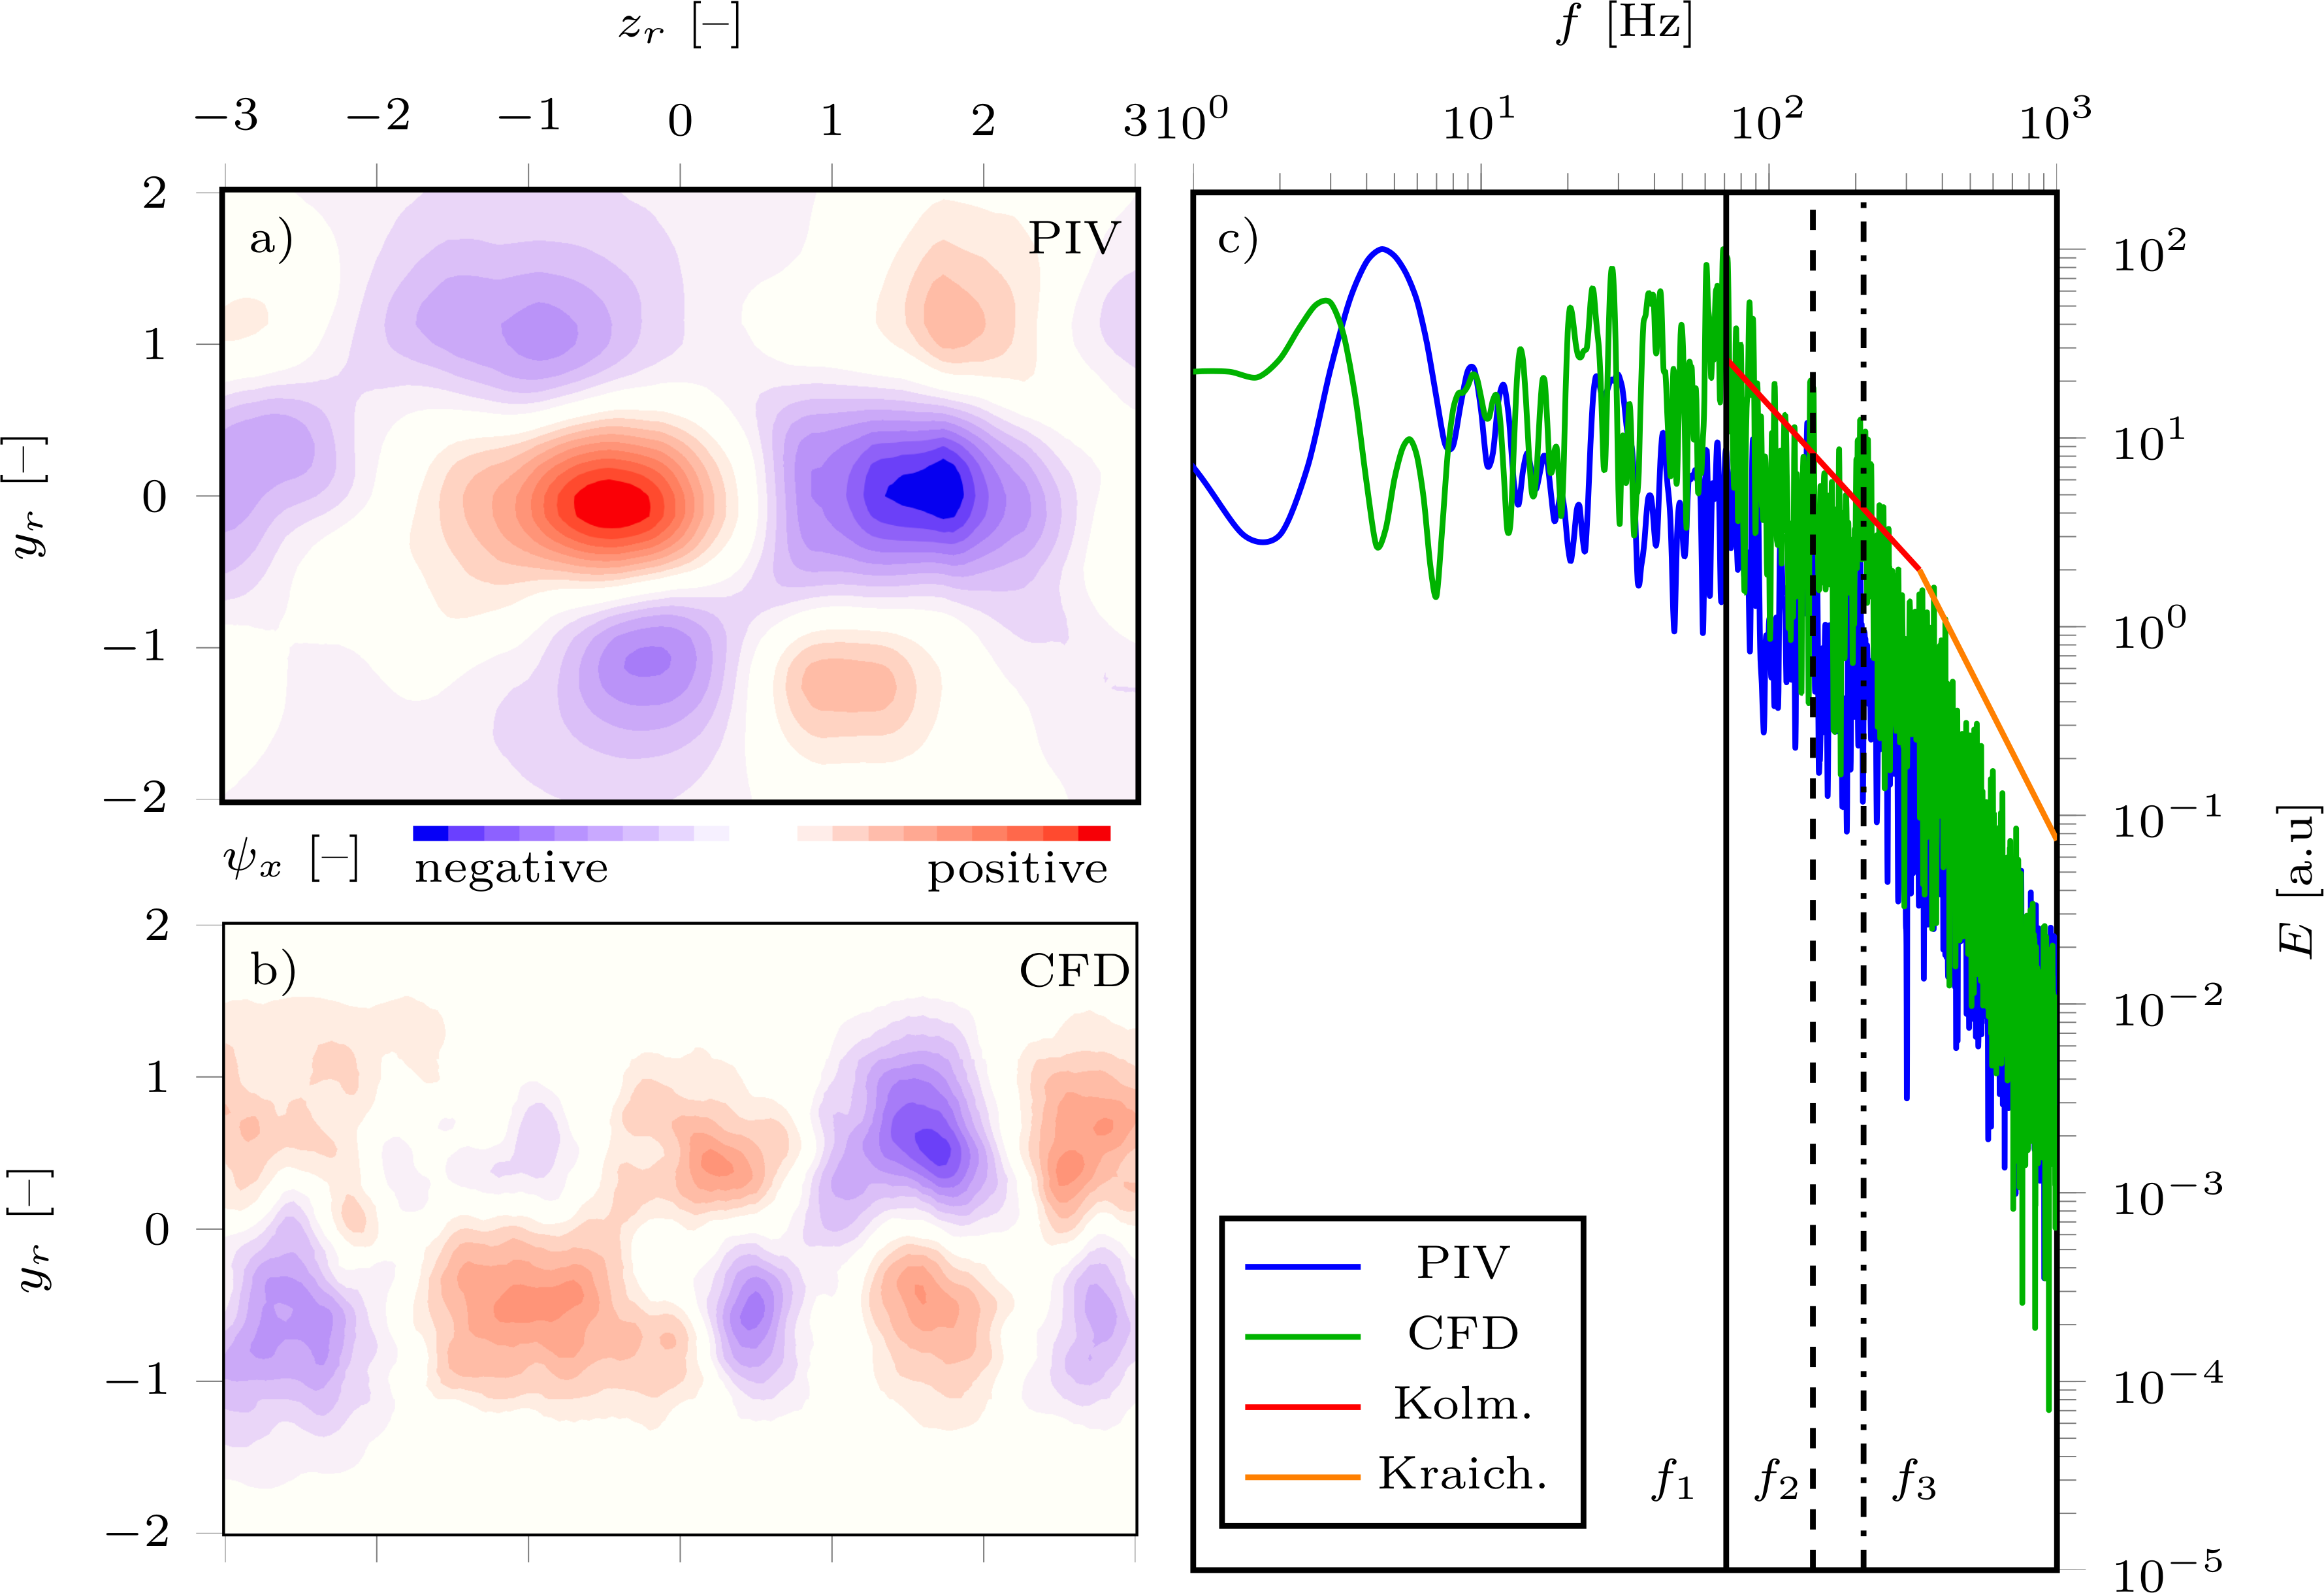 z_r [–]
f [Hz]
−3 −2 −1 0 1 2 3
10^0 10^1 10^2 10^3
a) PIV
2
1
0
−1
−2
y_r [–]
ψ_x [–]
negative positive
b) CFD
2
1
0
−1
−2
y_r [–]
c)
10^2
10^1
10^0
10^−1
10^−2
10^−3
10^−4
10^−5
E [a.u]
PIV
CFD
Kolm.
Kraich.
f_1 f_2 f_3